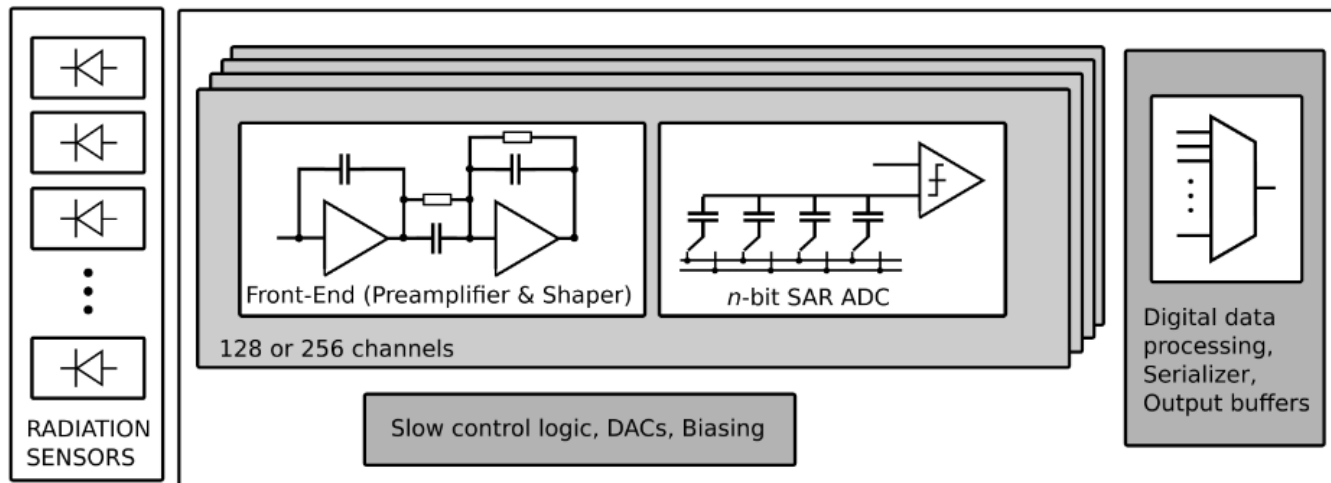 RADIATION
SENSORS
Front-End (Preamplifier & Shaper)
n-bit SAR ADC
128 or 256 channels
Slow control logic, DACs, Biasing
Digital data
processing,
Serializer,
Output buffers